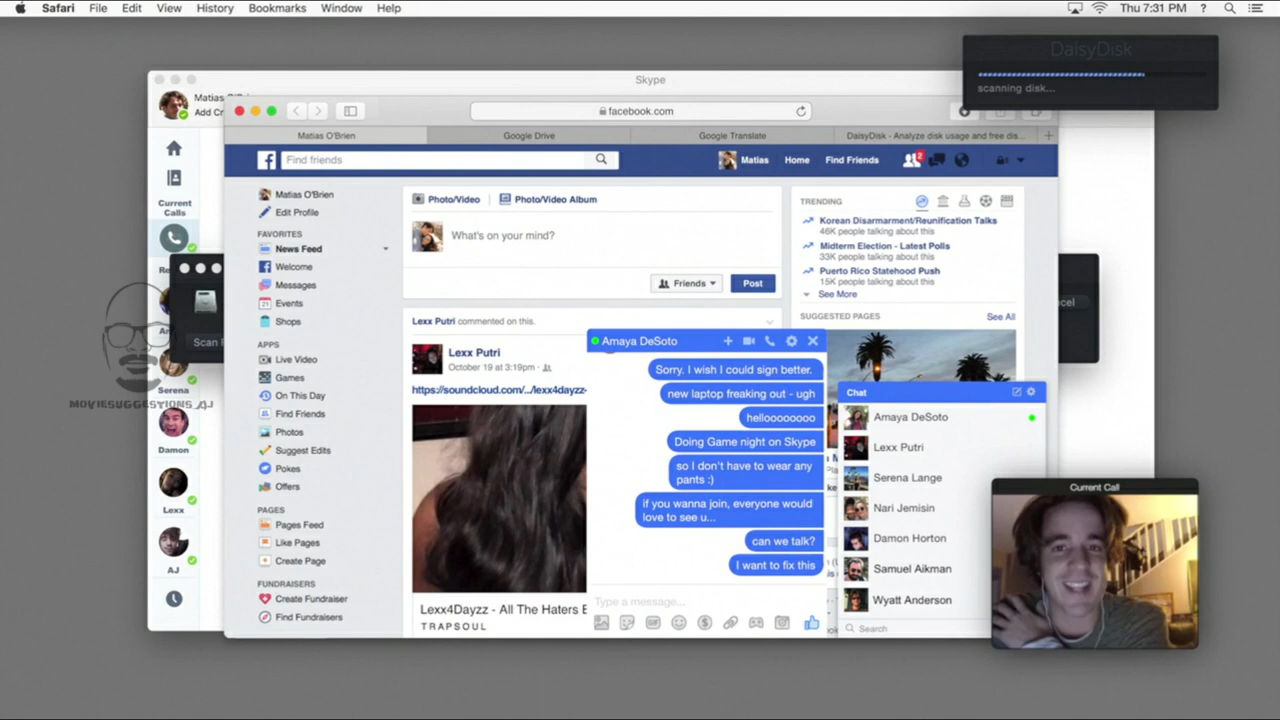 Safari File Edit View History Bookmarks Window Help
Thu 7:31 PM ?
DaisyDisk
scanning disk...
Skype
Matias
Add
facebook.com
Matias O'Brien
Google Drive
Google Translate
DaisyDisk - Analyze disk usage and free dis...
Find friends
Matias Home Find Friends 2
Current
Calls
Scan
Serena
Damon
Lexx
AJ
MOVIESUGGESTIONS_OJ
Matias O'Brien
Edit Profile
FAVORITES
News Feed
Welcome
Messages
Events
Shops
APPS
Live Video
Games
On This Day
Find Friends
Photos
Suggest Edits
Pokes
Offers
PAGES
Pages Feed
Like Pages
Create Page
FUNDRAISERS
Create Fundraiser
Find Fundraisers
Photo/Video Photo/Video Album
What's on your mind?
Friends Post
Lexx Putri commented on this.
Lexx Putri
October 19 at 3:19pm
https://soundcloud.com/.../lexx4dayzz-
Lexx4Dayzz - All The Haters
TRAPSOUL
TRENDING
Korean Disarmament/Reunification Talks
46K people talking about this
Midterm Election - Latest Polls
33K people talking about this
Puerto Rico Statehood Push
15K people talking about this
See More
SUGGESTED PAGES See All
Amaya DeSoto
Sorry. I wish I could sign better.
new laptop freaking out - ugh
helloooooooo
Doing Game night on Skype
so I don't have to wear any
pants :)
if you wanna join, everyone would
love to see u...
can we talk?
I want to fix this
Type a message...
Chat
Amaya DeSoto
Lexx Putri
Serena Lange
Nari Jemisin
Damon Horton
Samuel Aikman
Wyatt Anderson
Search
Current Call